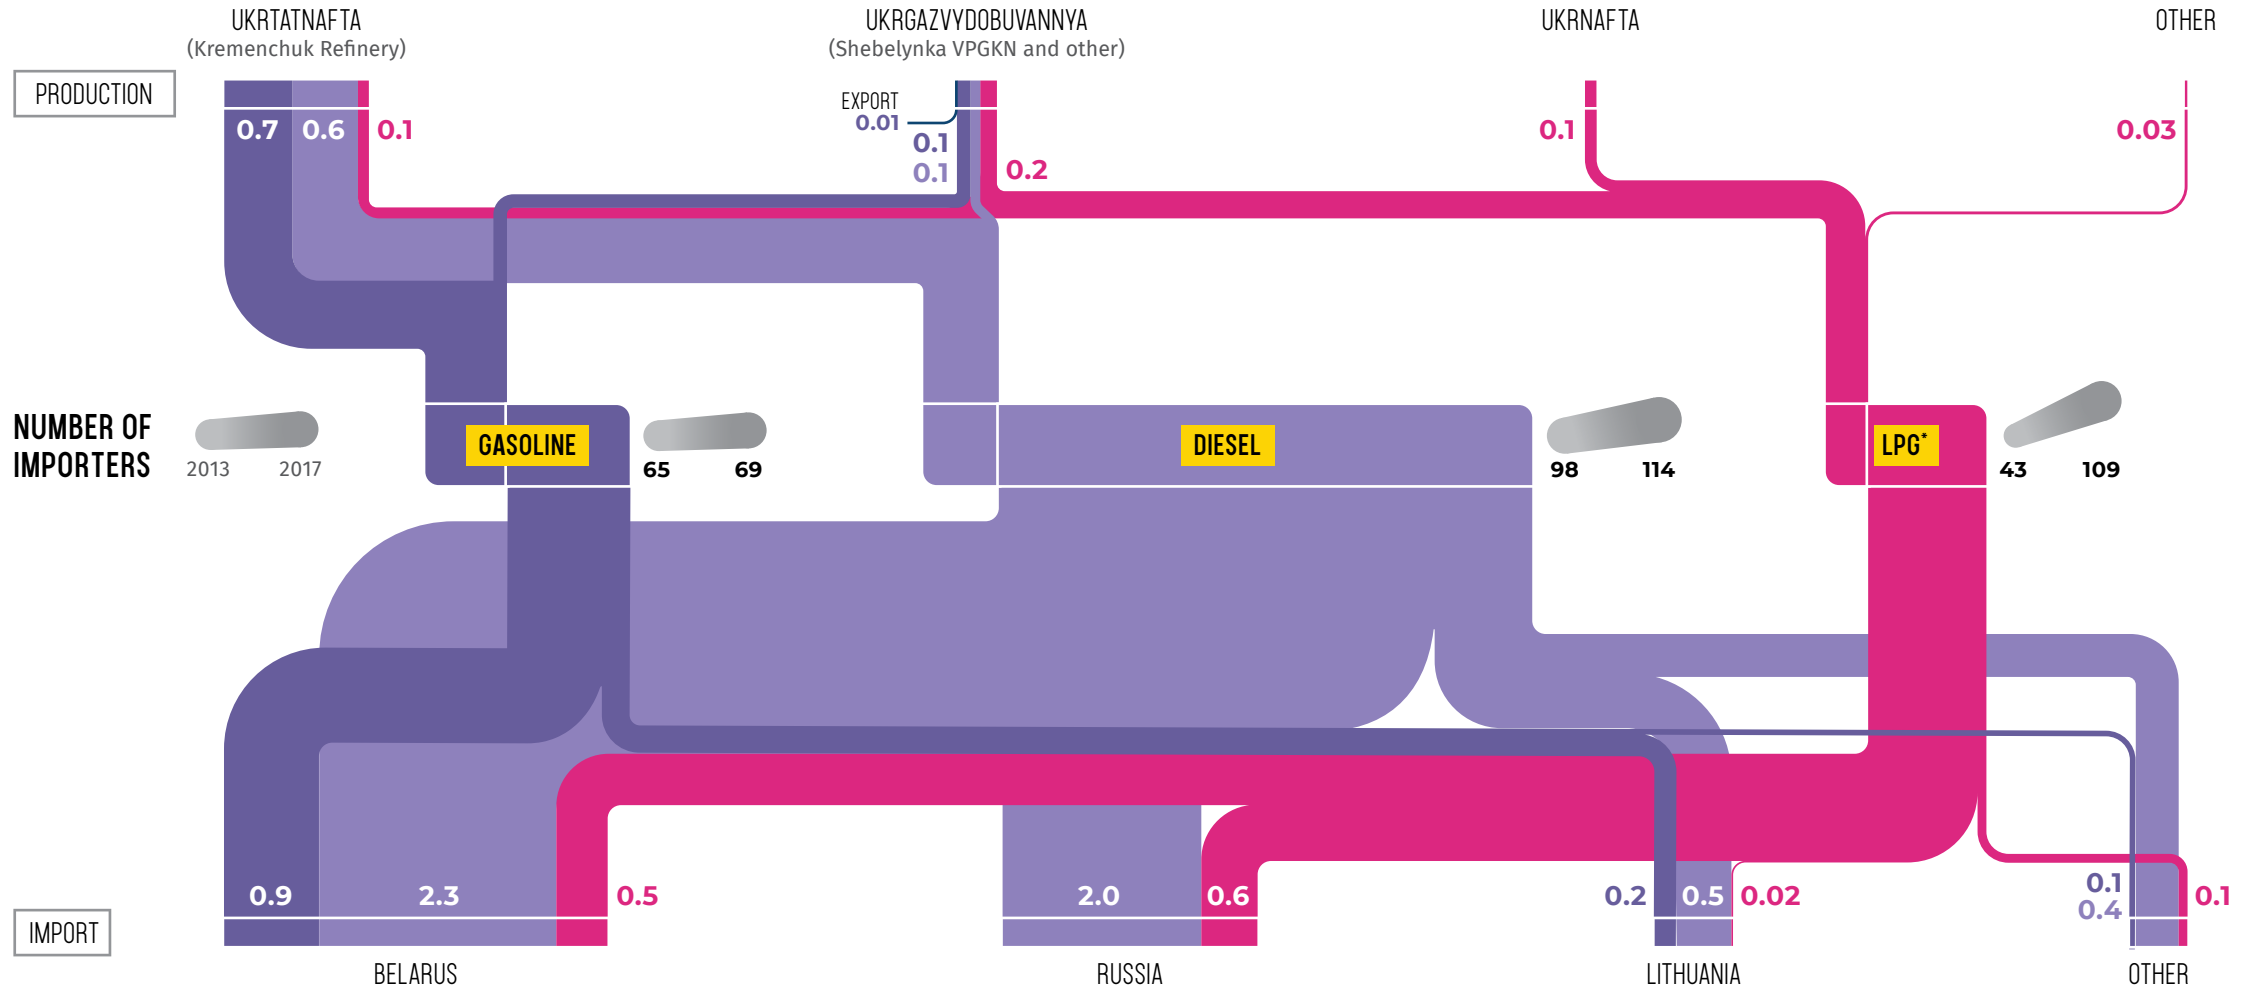 UKRTATNAFTA
(Kremenchuk Refinery)
UKRGAZVYDOBUVANNYA
(Shebelynka VPGKN and other)
UKRNAFTA
OTHER
PRODUCTION
0.7
0.6
0.1
EXPORT
0.01
0.1
0.1
0.2
0.1
0.03
NUMBER OF
IMPORTERS
2013
2017
GASOLINE
65
69
DIESEL
98
114
LPG*
43
109
0.9
2.3
0.5
2.0
0.6
0.2
0.5
0.02
0.1
0.4
0.1
IMPORT
BELARUS
RUSSIA
LITHUANIA
OTHER